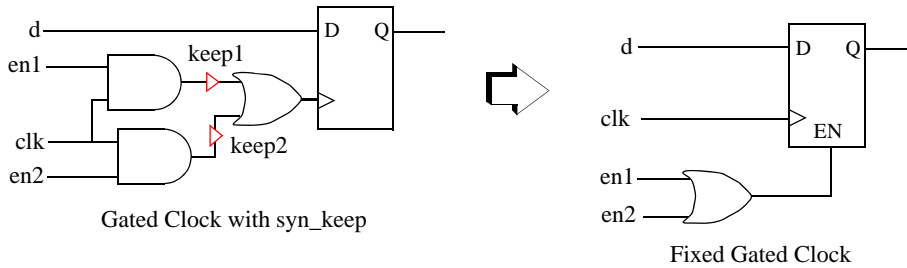 d
D
Q
keep1
en1
clk
keep2
en2
Gated Clock with syn_keep
d
D
Q
clk
EN
en1
en2
Fixed Gated Clock